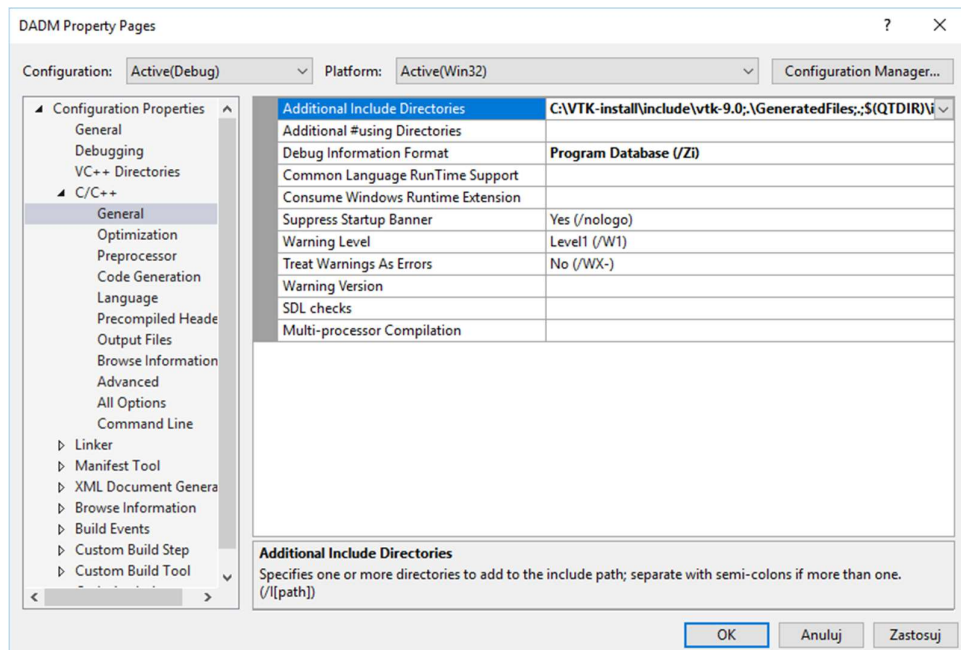 DADM Property Pages ? ×
Configuration: Active(Debug) Platform: Active(Win32) Configuration Manager...
Configuration Properties
General
Debugging
VC++ Directories
C/C++
General
Optimization
Preprocessor
Code Generation
Language
Precompiled Heade
Output Files
Browse Information
Advanced
All Options
Command Line
Linker
Manifest Tool
XML Document Genera
Browse Information
Build Events
Custom Build Step
Custom Build Tool
Additional Include Directories C:\VTK-install\include\vtk-9.0;.\GeneratedFiles;.;$(QTDIR)\i
Additional #using Directories
Debug Information Format Program Database (/Zi)
Common Language RunTime Support
Consume Windows Runtime Extension
Suppress Startup Banner Yes (/nologo)
Warning Level Level1 (/W1)
Treat Warnings As Errors No (/WX-)
Warning Version
SDL checks
Multi-processor Compilation
Additional Include Directories
Specifies one or more directories to add to the include path; separate with semi-colons if more than one.
(/I[path])
OK Anuluj Zastosuj